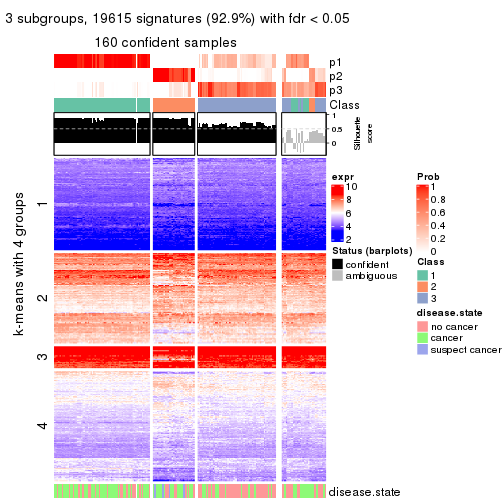 3 subgroups, 19615 signatures (92.9%) with fdr < 0.05
160 confident samples
p1
p2
p3
Class
1
0.5
0
Silhouette
score
k-means with 4 groups
1
2
3
4
disease.state
expr
10
8
6
4
2
Status (barplots)
confident
ambiguous
Prob
1
0.8
0.6
0.4
0.2
0
Class
1
2
3
disease.state
no cancer
cancer
suspect cancer